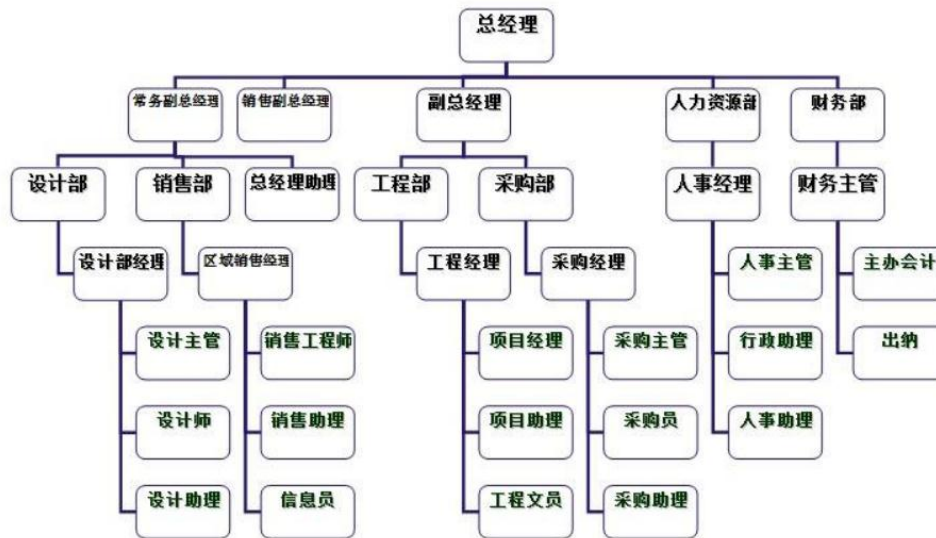 总经理
常务副总经理
销售副总经理
副总经理
人力资源部
财务部
设计部
销售部
总经理助理
工程部
采购部
人事经理
财务主管
设计部经理
区域销售经理
工程经理
采购经理
人事主管
主办会计
设计主管
销售工程师
项目经理
采购主管
行政助理
出纳
设计师
销售助理
项目助理
采购员
人事助理
设计助理
信息员
工程文员
采购助理